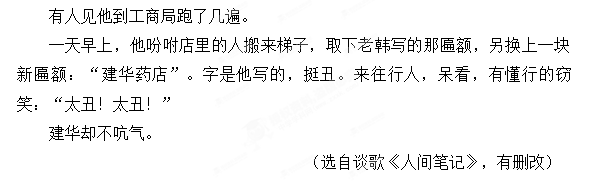 有人见他到工商局跑了几遍。
一天早上，他吩咐店里的人搬来梯子，取下老韩写的那匾额，另换上一块
新匾额：“建华药店”。字是他写的，挺丑。来往行人，呆看，有懂行的窃
笑：“太丑！太丑！”
建华却不吭气。
（选自谈歌《人间笔记》，有删改）